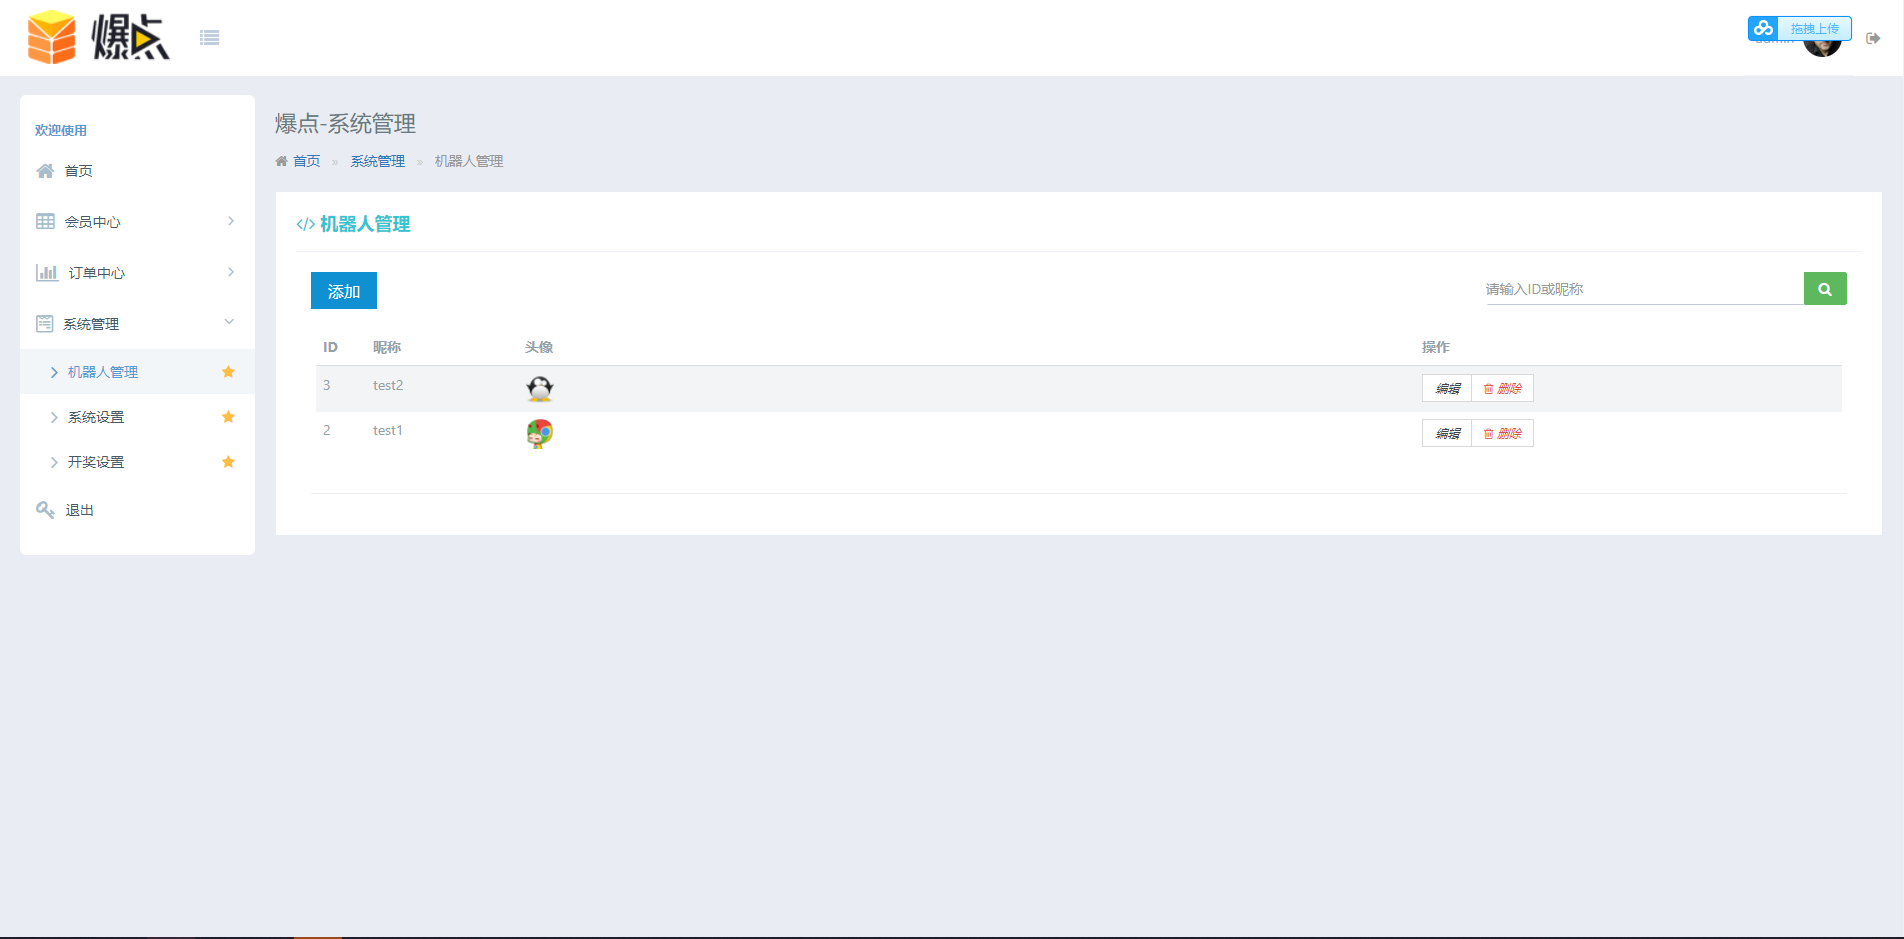 爆点
拖拽上传
欢迎使用
首页
会员中心
订单中心
系统管理
机器人管理
系统设置
开奖设置
退出
爆点-系统管理
首页 » 系统管理 » 机器人管理
</> 机器人管理
添加
请输入ID或昵称
ID 昵称 头像 操作
3 test2 编辑 删除
2 test1 编辑 删除